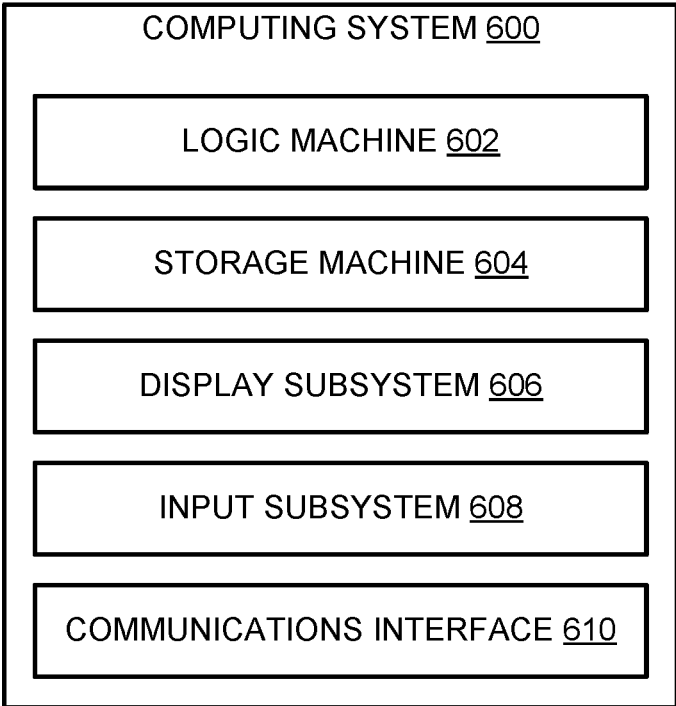 COMPUTING SYSTEM 600
LOGIC MACHINE 602
STORAGE MACHINE 604
DISPLAY SUBSYSTEM 606
INPUT SUBSYSTEM 608
COMMUNICATIONS INTERFACE 610